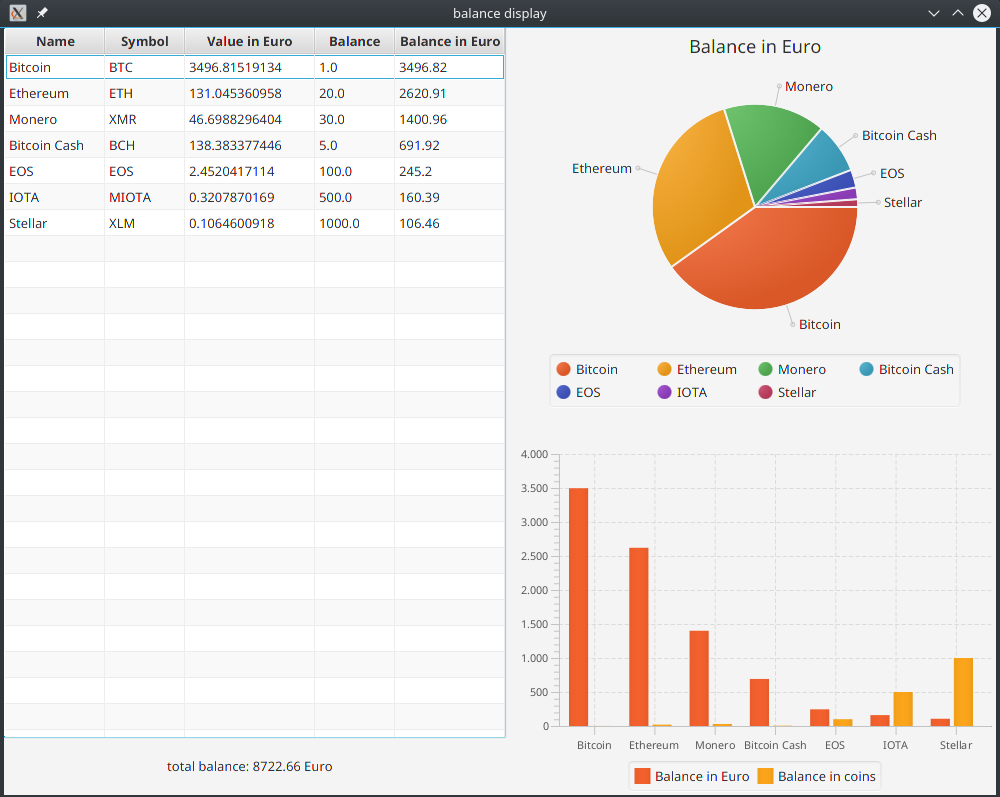 balance display
Name Symbol Value in Euro Balance Balance in Euro
Bitcoin BTC 3496.81519134 1.0 3496.82
Ethereum ETH 131.045360958 20.0 2620.91
Monero XMR 46.6988296404 30.0 1400.96
Bitcoin Cash BCH 138.383377446 5.0 691.92
EOS EOS 2.4520417114 100.0 245.2
IOTA MIOTA 0.3207870169 500.0 160.39
Stellar XLM 0.1064600918 1000.0 106.46
total balance: 8722.66 Euro
Balance in Euro
Monero
Bitcoin Cash
Ethereum
EOS
Stellar
Bitcoin
Bitcoin Ethereum Monero Bitcoin Cash
EOS IOTA Stellar
4.000
3.500
3.000
2.500
2.000
1.500
1.000
500
0
Bitcoin Ethereum Monero Bitcoin Cash EOS IOTA Stellar
Balance in Euro Balance in coins